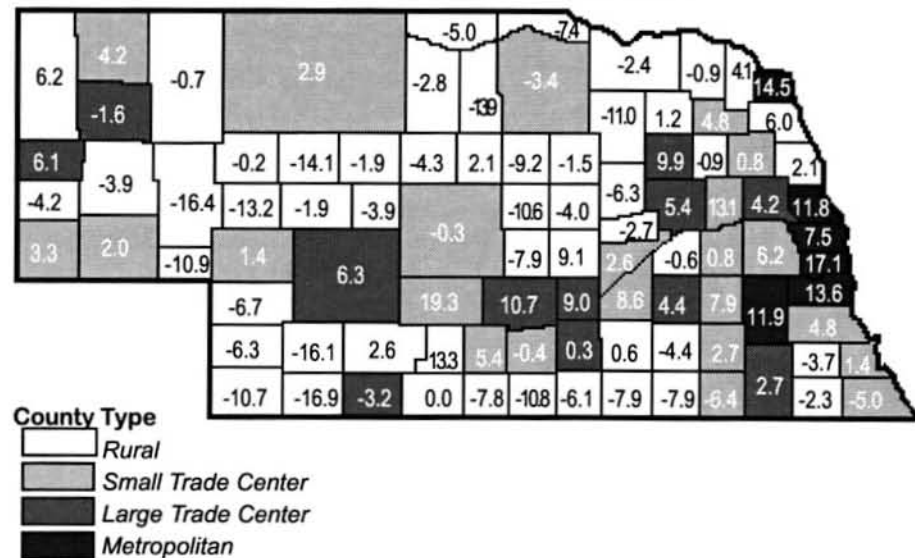 -5.0 -7.4
6.2 -4.2 -0.7 2.9 -2.8 -3.4 -2.4 -0.9 4.1 14.5
-1.6 -13.9 -11.0 1.2 4.8 6.0
6.1 -3.9 -0.2 -14.1 -1.9 -4.3 2.1 -9.2 -1.5 9.9 -0.9 0.8 2.1
-4.2 -16.4 -13.2 -1.9 -3.9 -10.6 -4.0 -6.3 5.4 13.1 4.2 11.8
3.3 2.0 -10.9 1.4 -0.3 -7.9 9.1 -2.7 2.6 -0.6 0.8 6.2 7.5
17.1
-6.7 6.3 19.3 10.7 9.0 8.6 4.4 7.9 11.9 13.6
4.8
-6.3 -16.1 2.6 13.3 5.4 -0.4 0.3 0.6 -4.4 2.7 -3.7 1.4
-10.7 -16.9 -3.2 0.0 -7.8 -10.8 -6.1 -7.9 -7.9 -6.4 2.7 -2.3 -5.0
County Type
Rural
Small Trade Center
Large Trade Center
Metropolitan